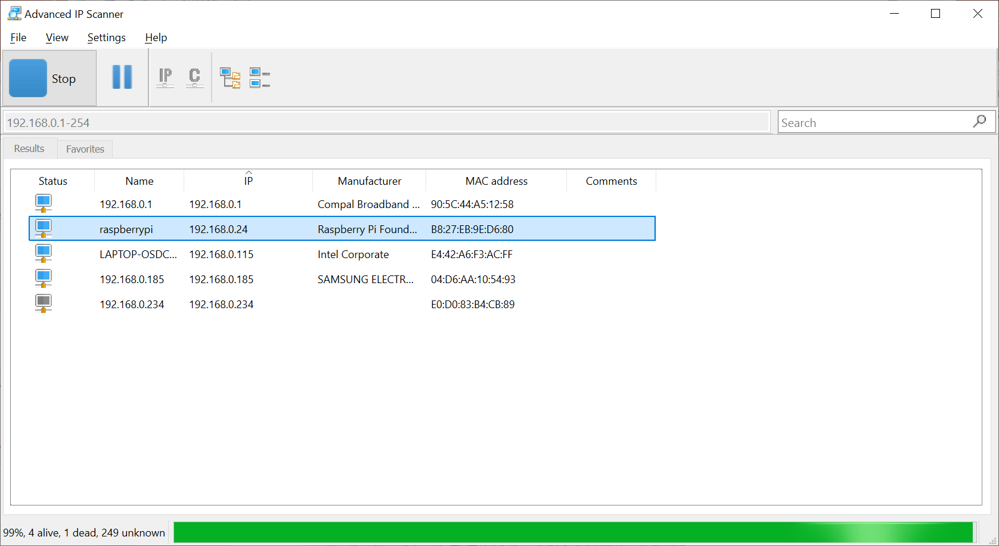 Advanced IP Scanner
File View Settings Help
Stop IP C
192.168.0.1-254 Search
Results Favorites
Status Name IP Manufacturer MAC address Comments
192.168.0.1 192.168.0.1 Compal Broadband ... 90:5C:44:A5:12:58
raspberrypi 192.168.0.24 Raspberry Pi Found... B8:27:EB:9E:D6:80
LAPTOP-OSDC... 192.168.0.115 Intel Corporate E4:42:A6:F3:AC:FF
192.168.0.185 192.168.0.185 SAMSUNG ELECTR... 04:D6:AA:10:54:93
192.168.0.234 192.168.0.234 E0:D0:83:B4:CB:89
99%, 4 alive, 1 dead, 249 unknown